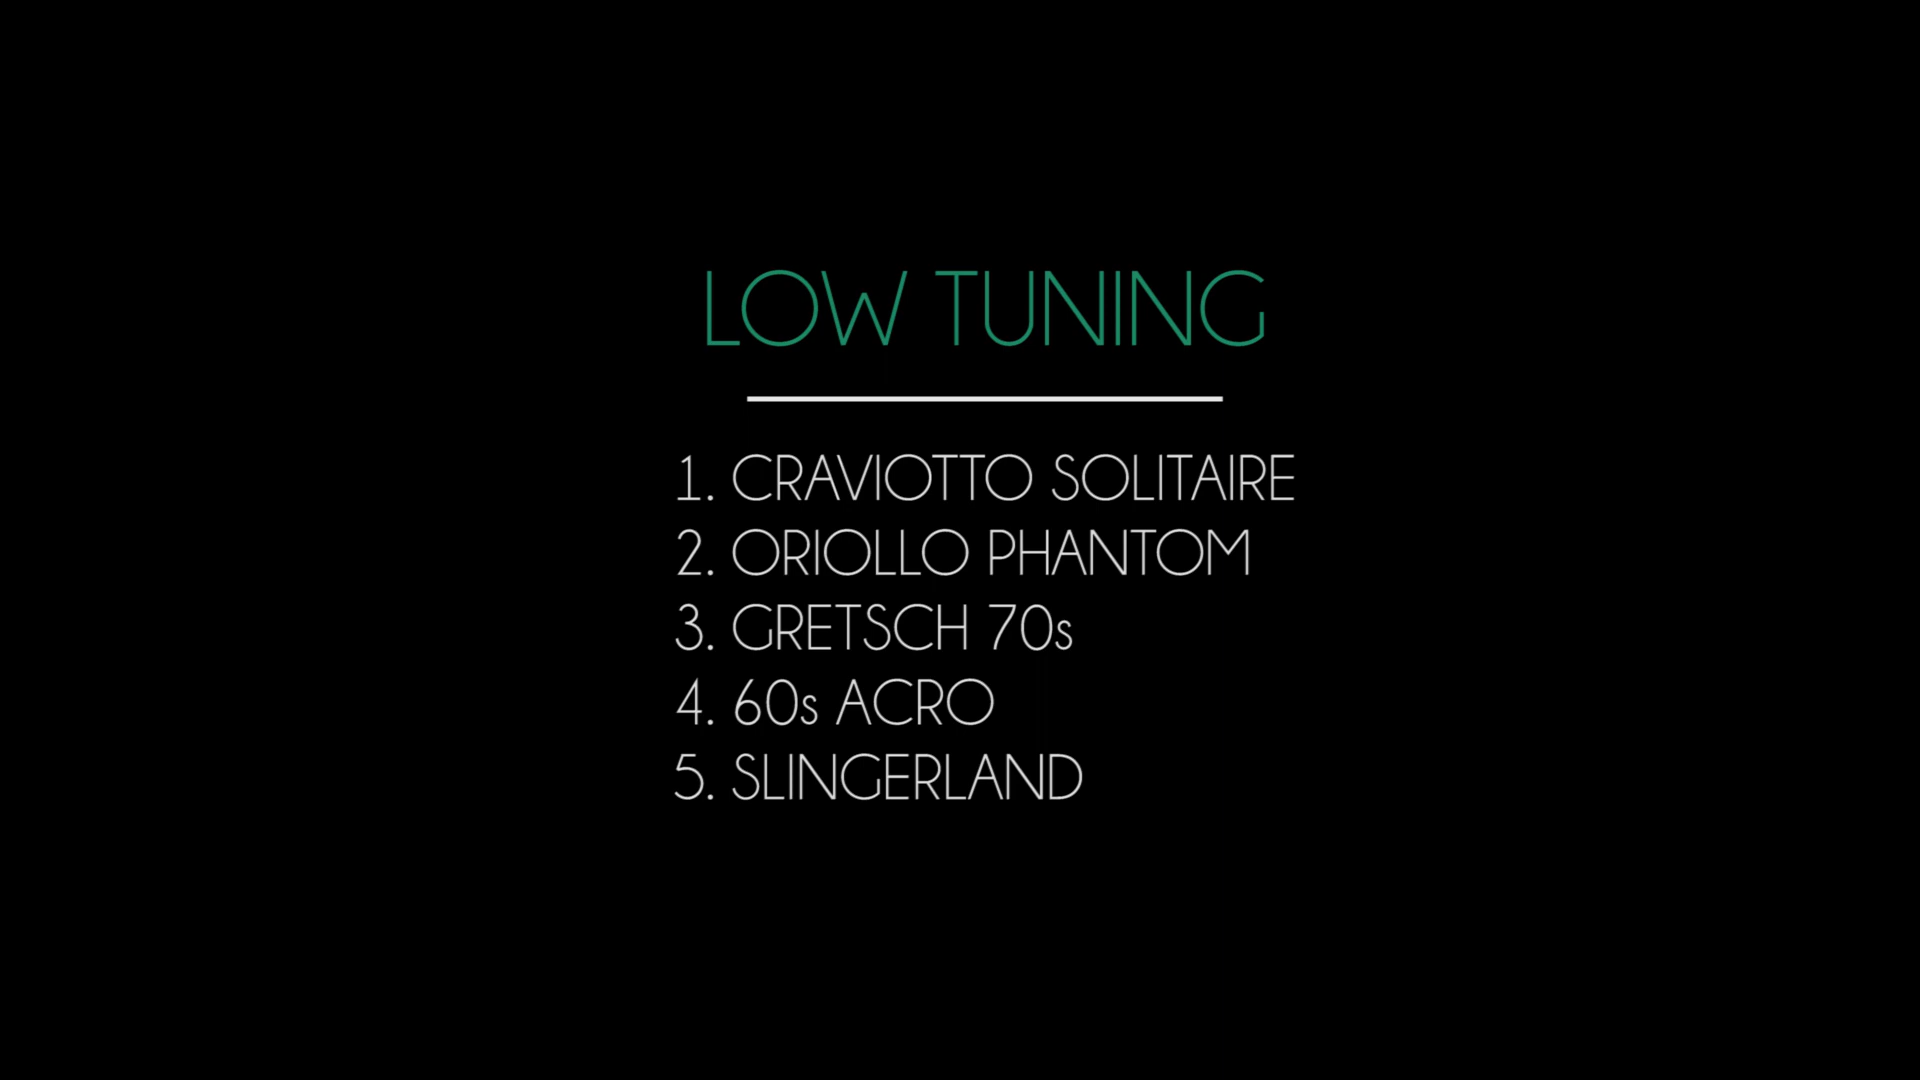 LOW TUNING
1. CRAVIOTTO SOLITAIRE
2. ORIOLLO PHANTOM
3. GRETSCH 70s
4. 60s ACRO
5. SLINGERLAND